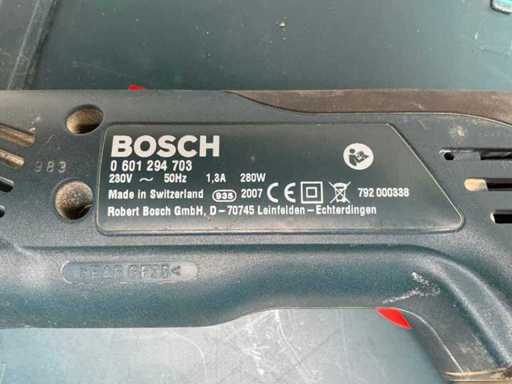 BOSCH
0 601 294 703
230V ~ 50Hz 1,3A 280W
Made in Switzerland 935 2007 CE 792 000338
Robert Bosch GmbH, D-70745 Leinfelden-Echterdingen
983